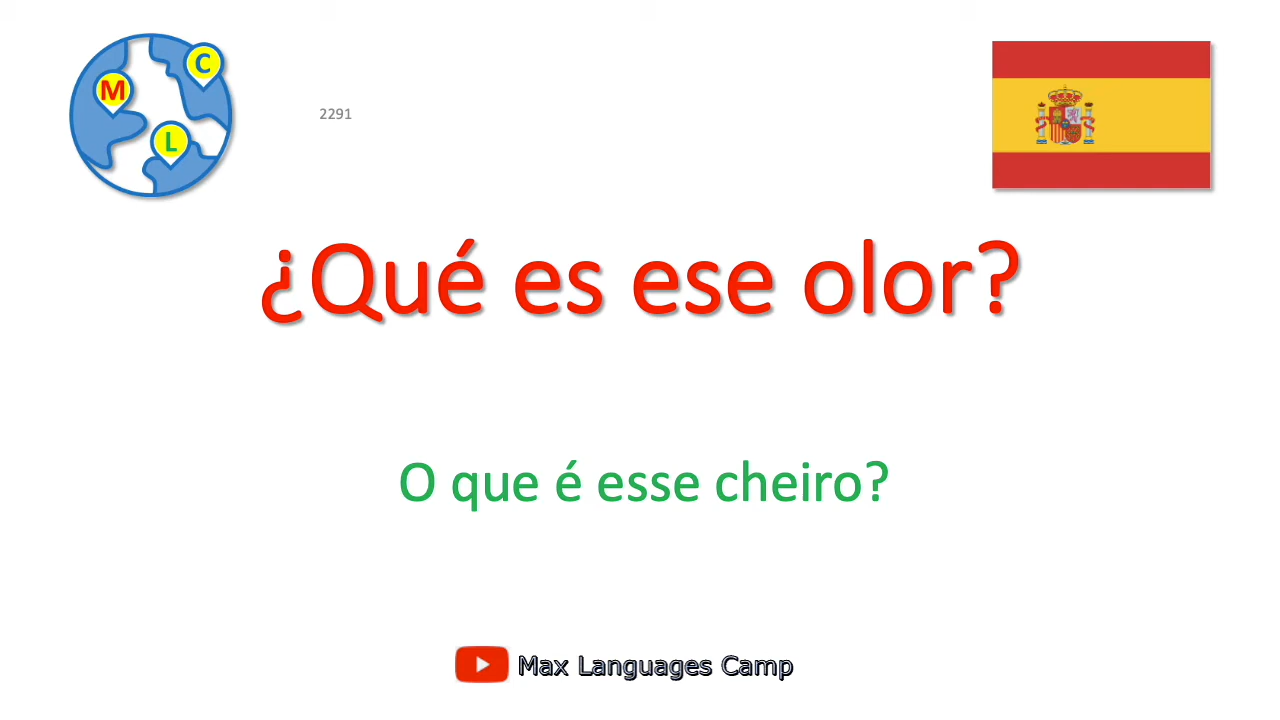 M
C
L
2291
¿Qué es ese olor?
O que é esse cheiro?
Max Languages Camp